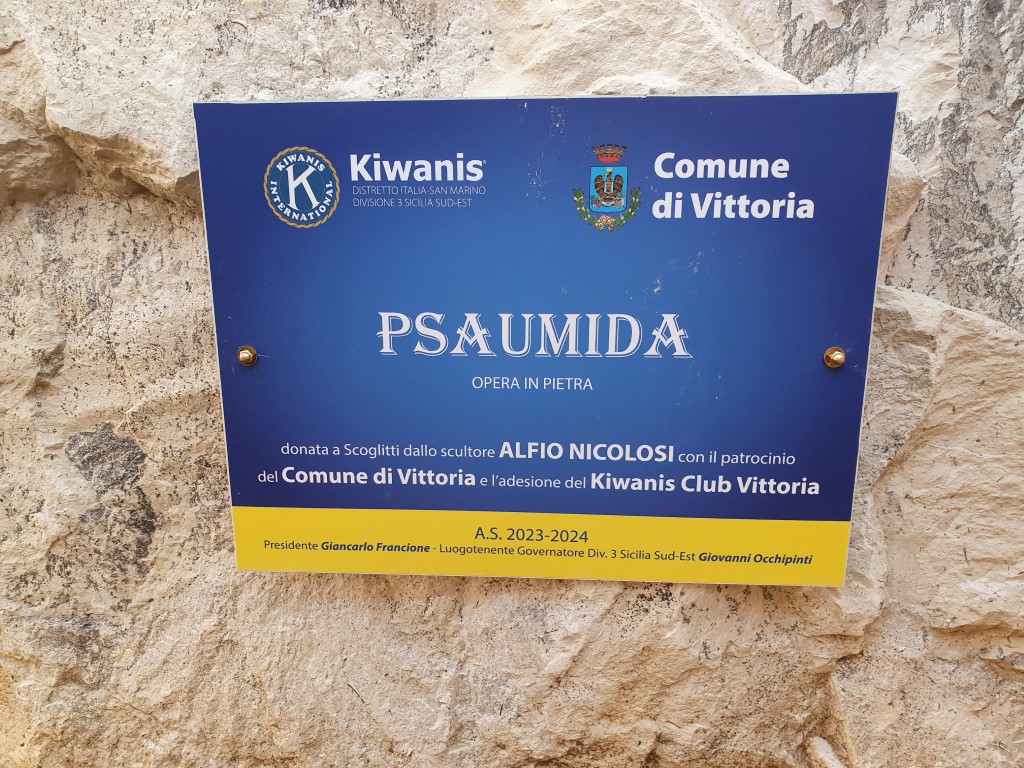 KIWANIS
K
INTERNATIONAL
Kiwanis®
DISTRETTO ITALIA-SAN MARINO
DIVISIONE 3 SICILIA SUD-EST
Comune
di Vittoria
PSAUMIDA
OPERA IN PIETRA
donata a Scoglitti dallo scultore ALFIO NICOLOSI con il patrocinio
del Comune di Vittoria e l'adesione del Kiwanis Club Vittoria
A.S. 2023-2024
Presidente Giancarlo Francione - Luogotenente Governatore Div. 3 Sicilia Sud-Est Giovanni Occhipinti